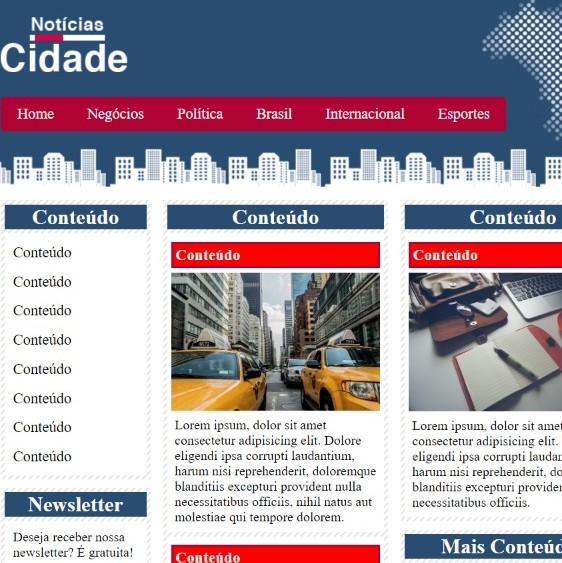 Notícias
Cidade
Home Negócios Política Brasil Internacional Esportes
Conteúdo
Conteúdo
Conteúdo
Conteúdo
Conteúdo
Conteúdo
Conteúdo
Conteúdo
Conteúdo
Newsletter
Deseja receber nossa
newsletter? É gratuita!
Conteúdo
Conteúdo
Lorem ipsum, dolor sit amet
consectetur adipisicing elit. Dolore
eligendi ipsa corrupti laudantium,
harum nisi reprehenderit, doloremque
blanditiis excepturi provident nulla
necessitatibus officiis, nihil natus aut
molestiae qui tempore dolorem.
Conteúdo
Conteúdo
Conteúdo
Lorem ipsum, dolor sit amet
consectetur adipisicing elit.
eligendi ipsa corrupti laudan
harum nisi reprehenderit, do
blanditiis excepturi providen
necessitatibus officiis.
Mais Conteúd